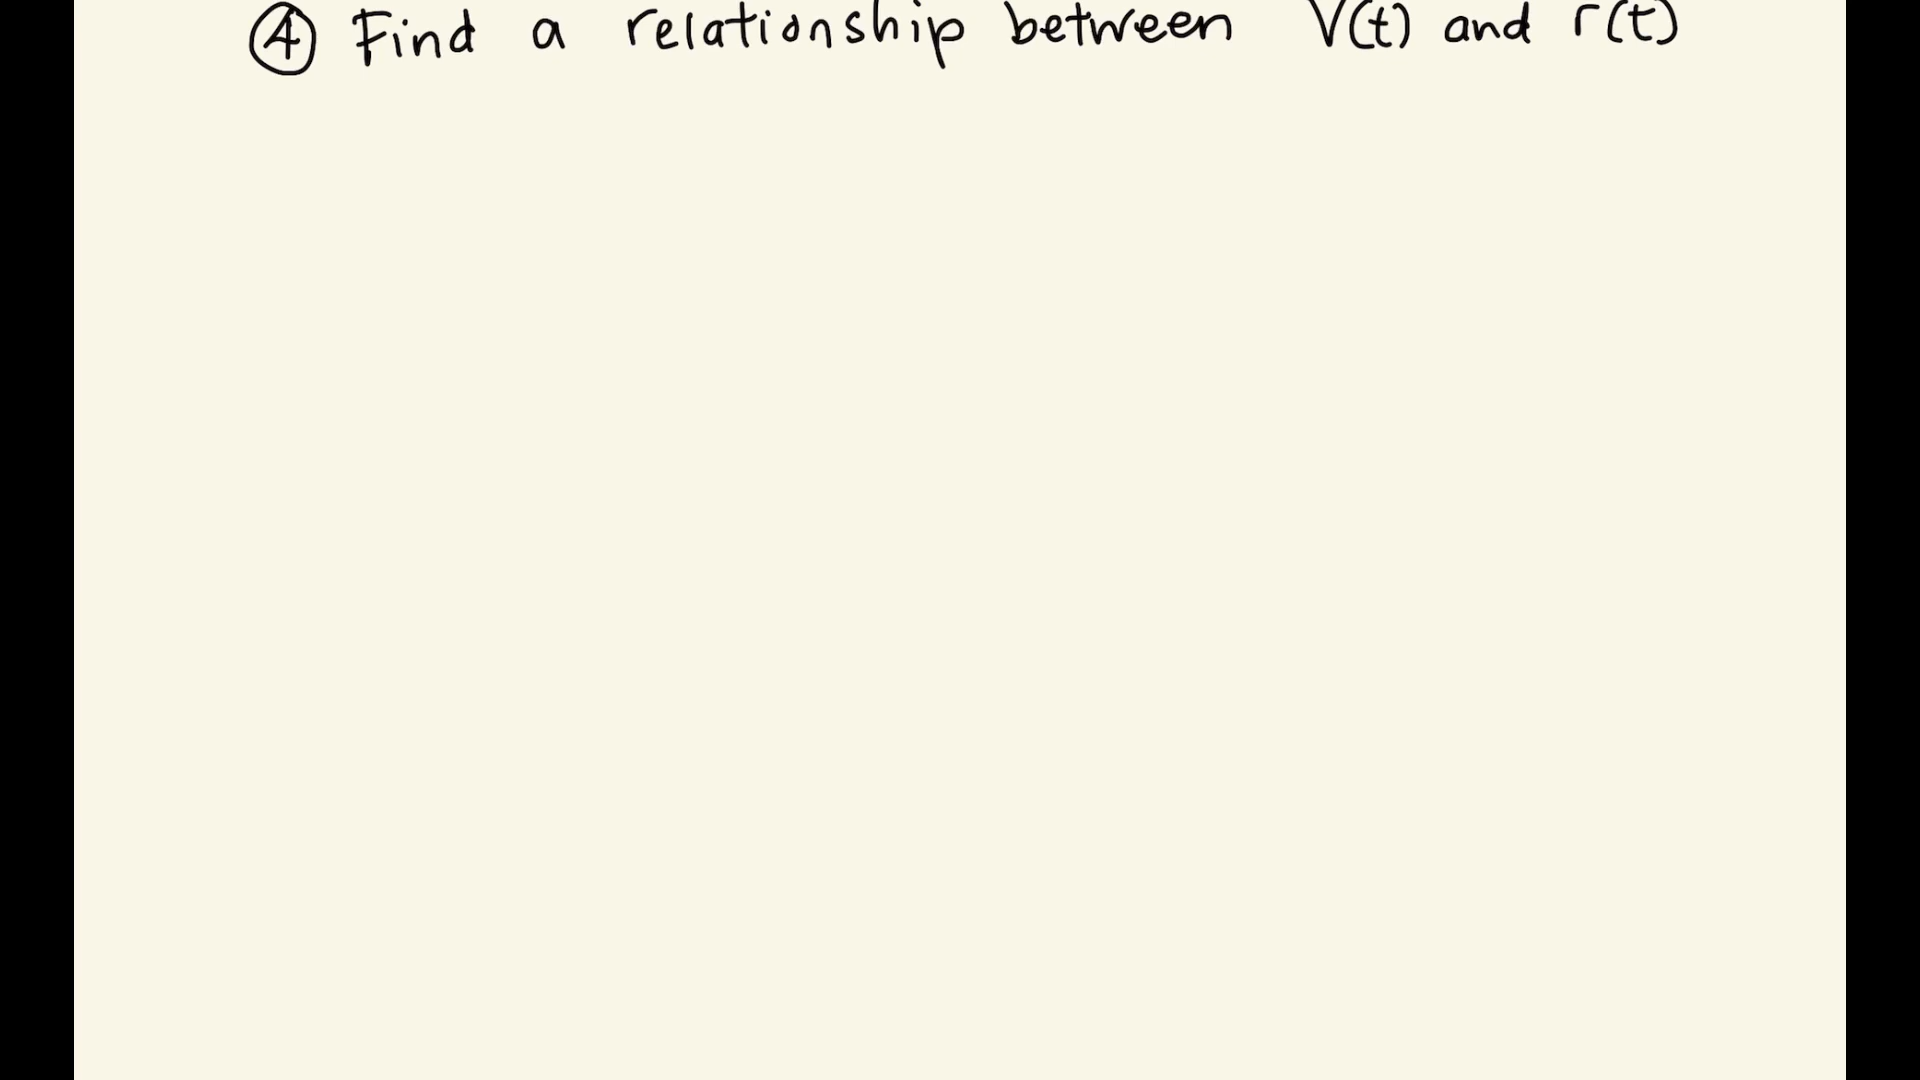 ④ Find a relationship between V(t) and r(t)